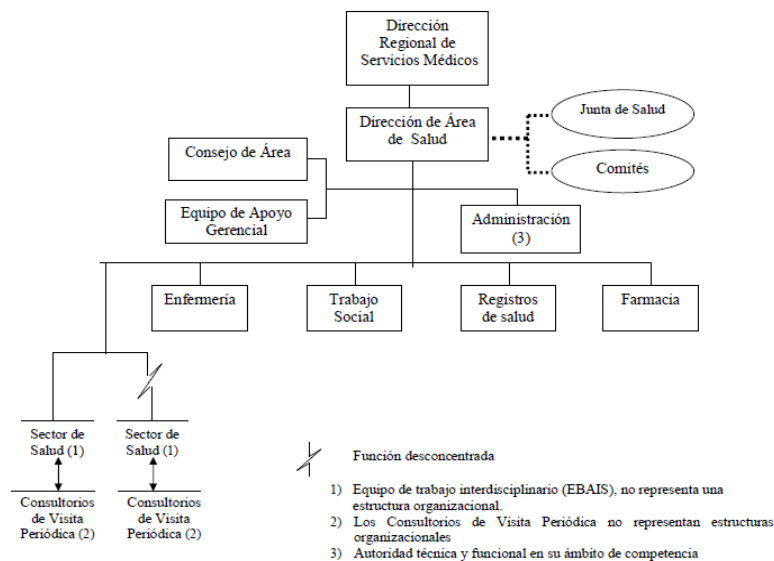 Dirección
Regional de
Servicios Médicos
Dirección de Área
de Salud
Junta de Salud
Comités
Consejo de Área
Equipo de Apoyo
Gerencial
Administración
(3)
Enfermería
Trabajo
Social
Registros
de salud
Farmacia
Sector de
Salud (1)
Sector de
Salud (1)
Consultorios
de Visita
Periódica (2)
Consultorios
de Visita
Periódica (2)
Función desconcentrada
1) Equipo de trabajo interdisciplinario (EBAIS), no representa una
estructura organizacional.
2) Los Consultorios de Visita Periódica no representan estructuras
organizacionales
3) Autoridad técnica y funcional en su ámbito de competencia